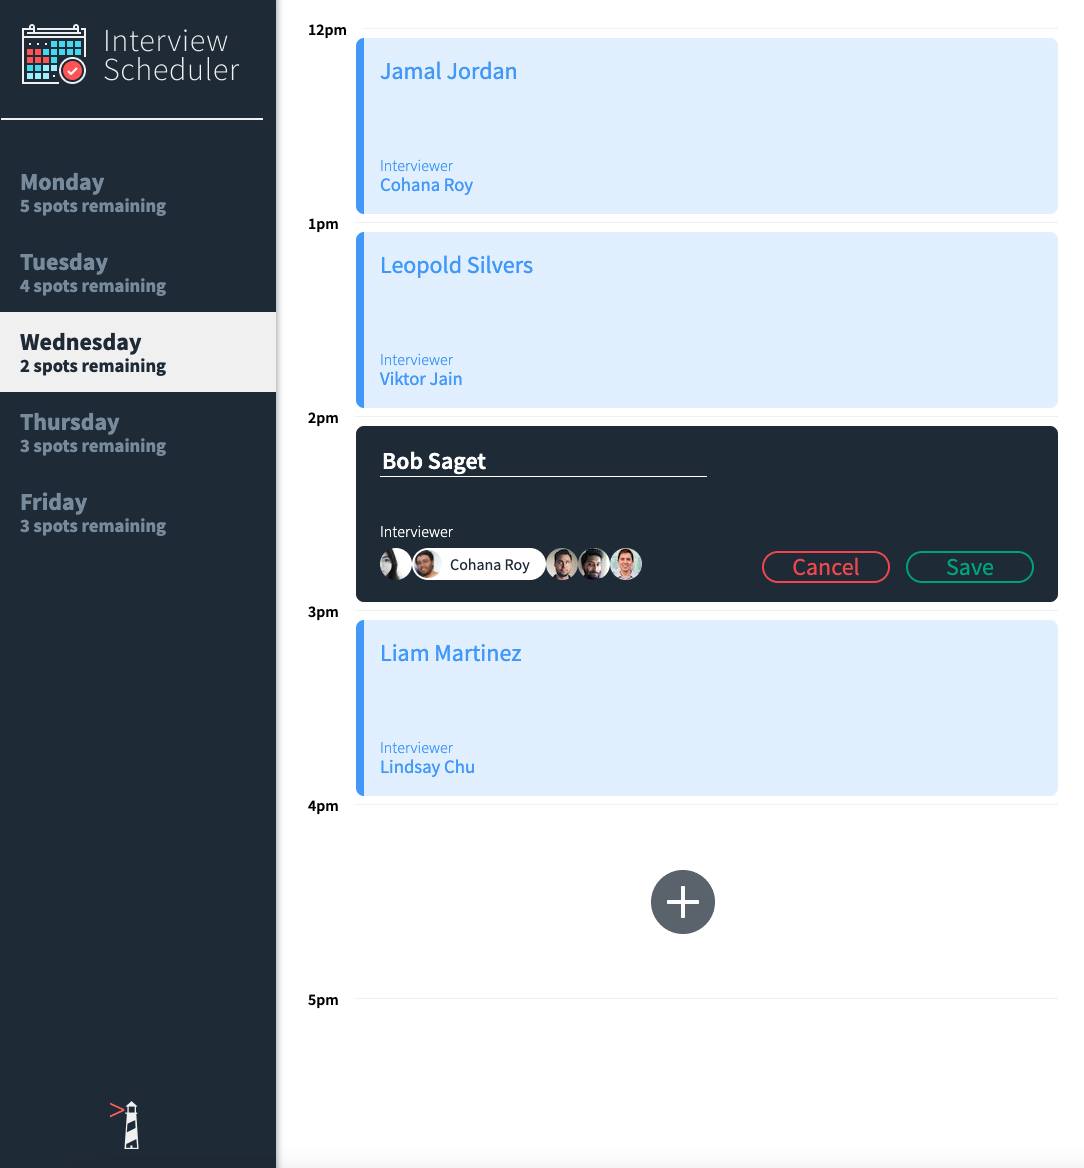 Interview
Scheduler
Monday
5 spots remaining
Tuesday
4 spots remaining
Wednesday
2 spots remaining
Thursday
3 spots remaining
Friday
3 spots remaining
12pm
Jamal Jordan
Interviewer
Cohana Roy
1pm
Leopold Silvers
Interviewer
Viktor Jain
2pm
Bob Saget
Interviewer
Cohana Roy
Cancel
Save
3pm
Liam Martinez
Interviewer
Lindsay Chu
4pm
5pm